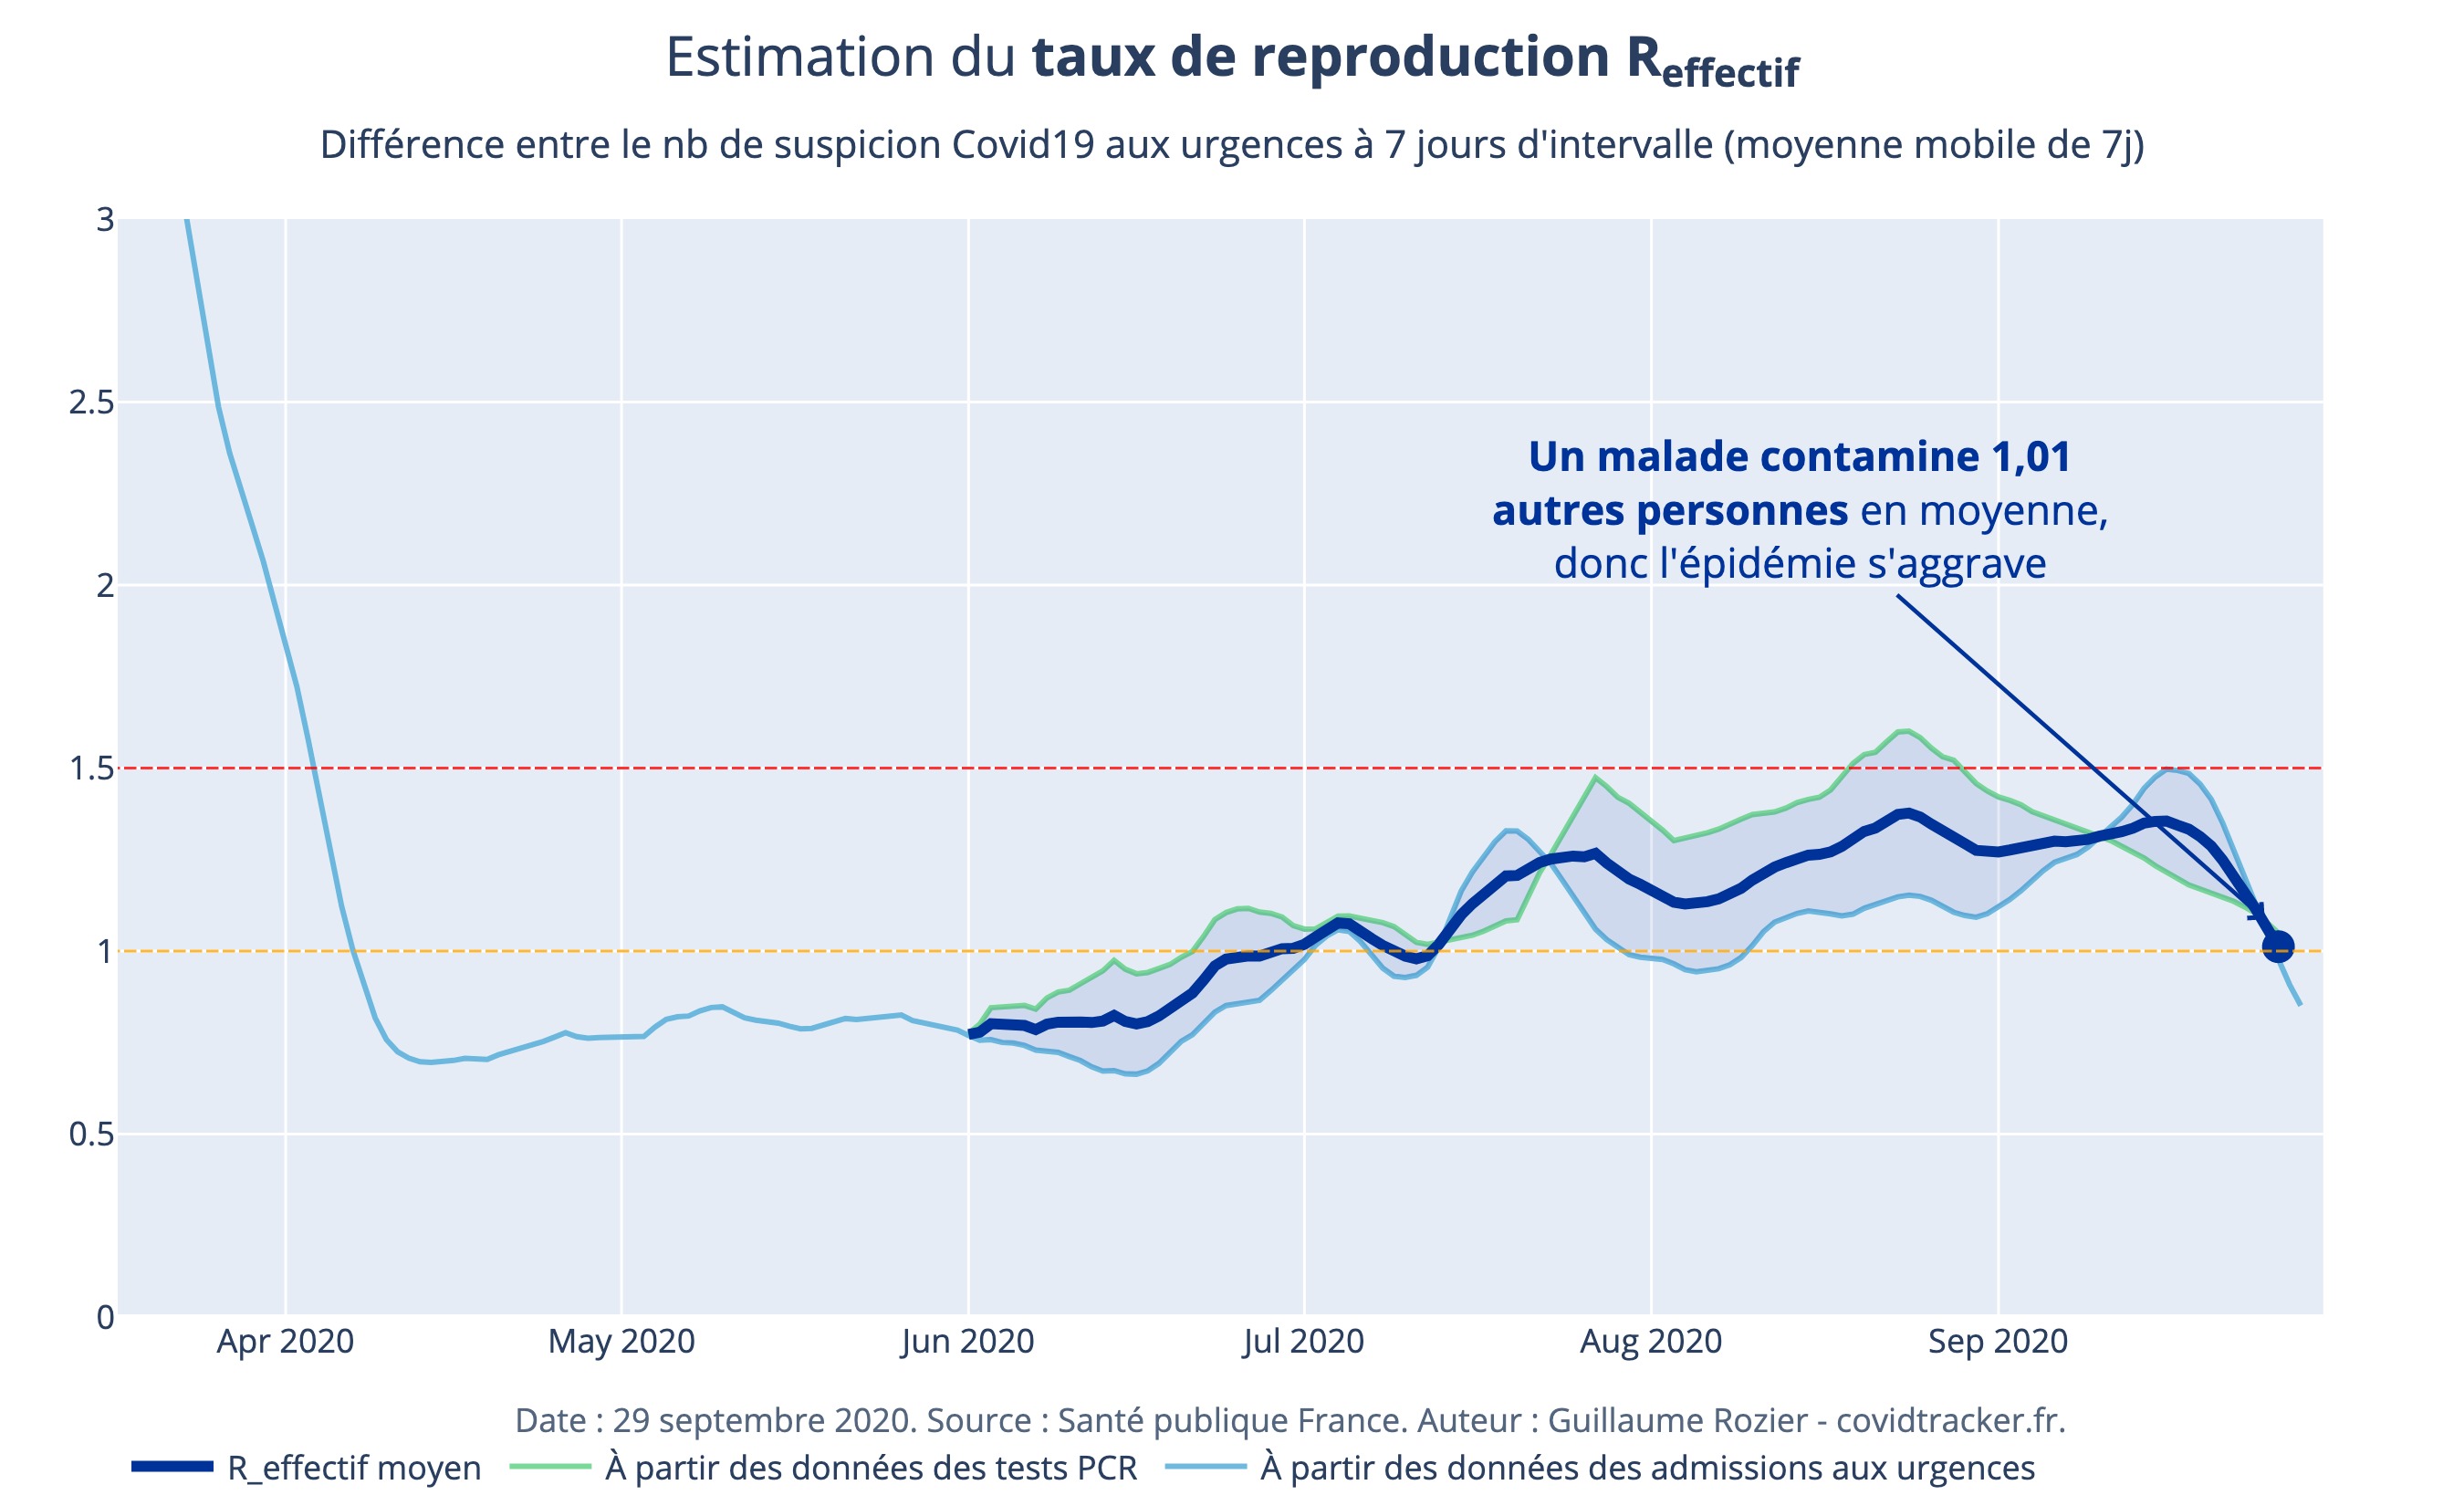 Estimation du taux de reproduction Reffectif
Différence entre le nb de suspicion Covid19 aux urgences à 7 jours d'intervalle (moyenne mobile de 7j)
3
2.5
2
1.5
1
0.5
0
Un malade contamine 1,01
autres personnes en moyenne,
donc l'épidémie s'aggrave
Apr 2020 May 2020 Jun 2020 Jul 2020 Aug 2020 Sep 2020
Date : 29 septembre 2020. Source : Santé publique France. Auteur : Guillaume Rozier - covidtracker.fr.
R_effectif moyen À partir des données des tests PCR À partir des données des admissions aux urgences